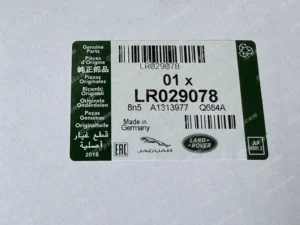 Genuine Parts
Pièces d'Origine
純正部品
Piezas Originales
Ricambi Originali
Originele Onderdelen
Peças Genuínas
Originalteile
قطع غيار أصلية
2018
LR029078
01 x
LR029078
8n5 A1313977 Q684A
Made in
Germany
EAC
JAGUAR
LAND
ROVER